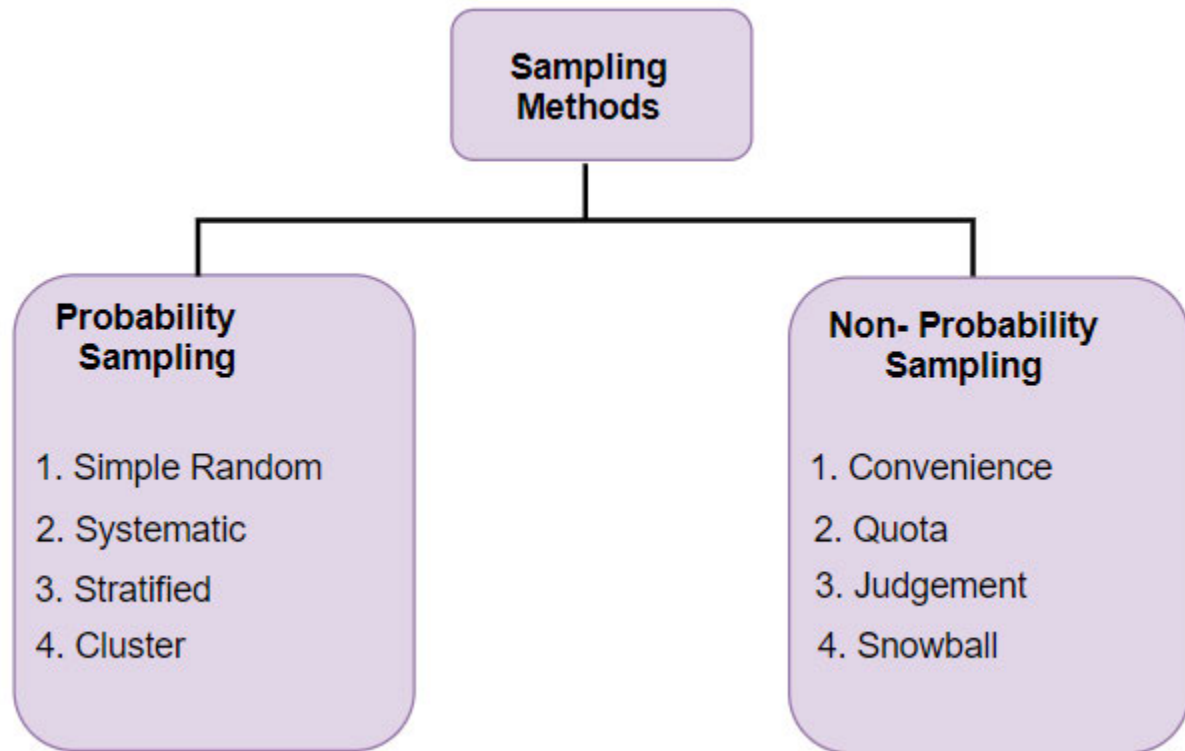 Sampling
Methods
Probability
Sampling
1. Simple Random
2. Systematic
3. Stratified
4. Cluster
Non- Probability
Sampling
1. Convenience
2. Quota
3. Judgement
4. Snowball